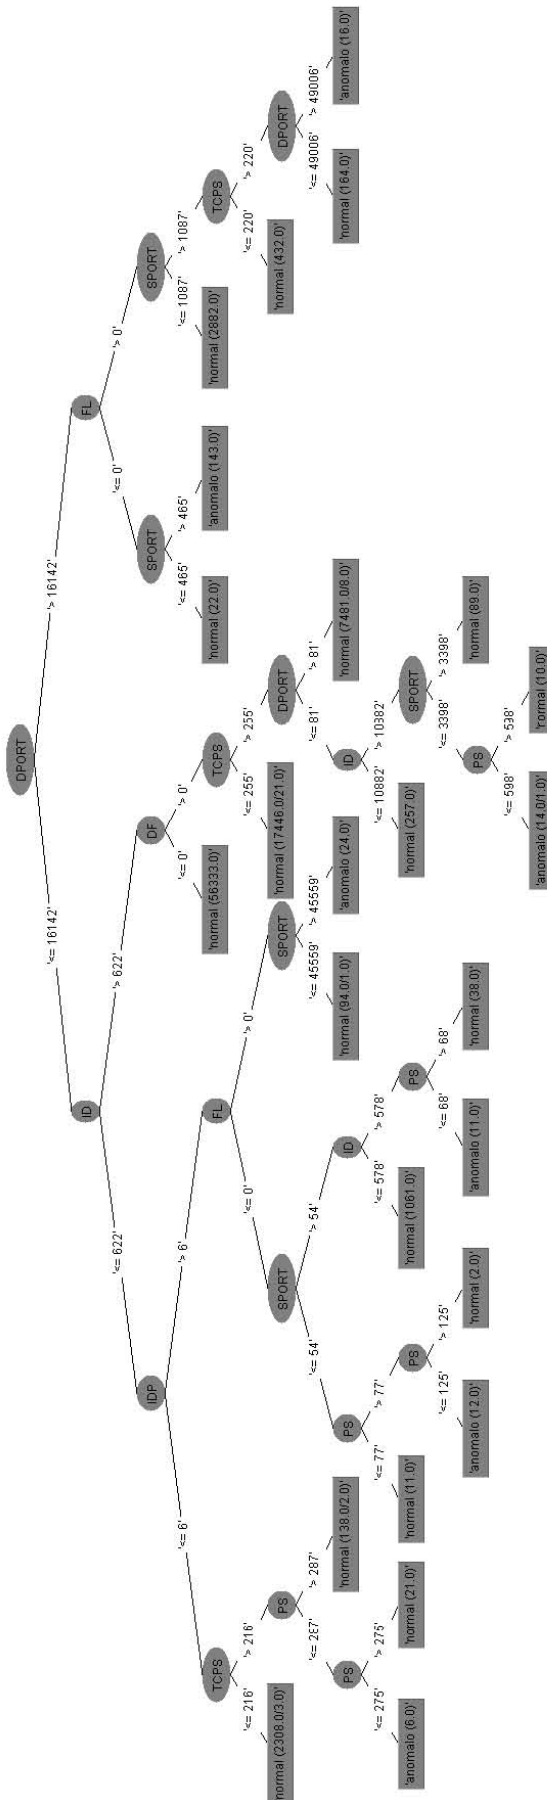 DPORT
'<= 16142'
'> 16142'
ID
FL
'<= 622'
'> 622'
'<= 0'
'> 0'
IDP
DF
SPORT
SPORT
'<= 6'
'> 6'
'<= 0'
'> 0'
'<= 465'
'> 465'
'<= 1087'
'> 1087'
TCPS
FL
'normal (56333.0)'
TCPS
'normal (22.0)'
'anomalo (143.0)'
'normal (2882.0)'
TCPS
'<= 216'
'> 216'
'<= 0'
'> 0'
'<= 255'
'> 255'
'<= 220'
'> 220'
'normal (2308.0/3.0)'
PS
SPORT
SPORT
'normal (17446.0/21.0)'
DPORT
'normal (432.0)'
DPORT
'<= 287'
'> 287'
'<= 54'
'> 54'
'<= 45559'
'> 45559'
'<=81'
'> 81'
'<= 49006'
'> 49006'
PS
'normal (138.0/2.0)'
PS
ID
'normal (94.0/1.0)'
'anomalo (24.0)'
ID
'normal (7481.0/8.0)'
'normal (164.0)'
'anomalo (16.0)'
'<= 275'
'> 275'
'<= 77'
'> 77'
'<= 578'
'> 578'
'<= 10882'
'> 10882'
'anomalo (6.0)'
'normal (21.0)'
'normal (11.0)'
PS
'normal (1061.0)'
PS
'normal (257.0)'
SPORT
'<= 125'
'> 125'
'<= 68'
'> 68'
'<= 3398'
'> 3398'
'anomalo (12.0)'
'normal (2.0)'
'anomalo (11.0)'
'normal (38.0)'
PS
'normal (89.0)'
'<= 598'
'> 598'
'anomalo (14.0/1.0)'
'normal (10.0)'